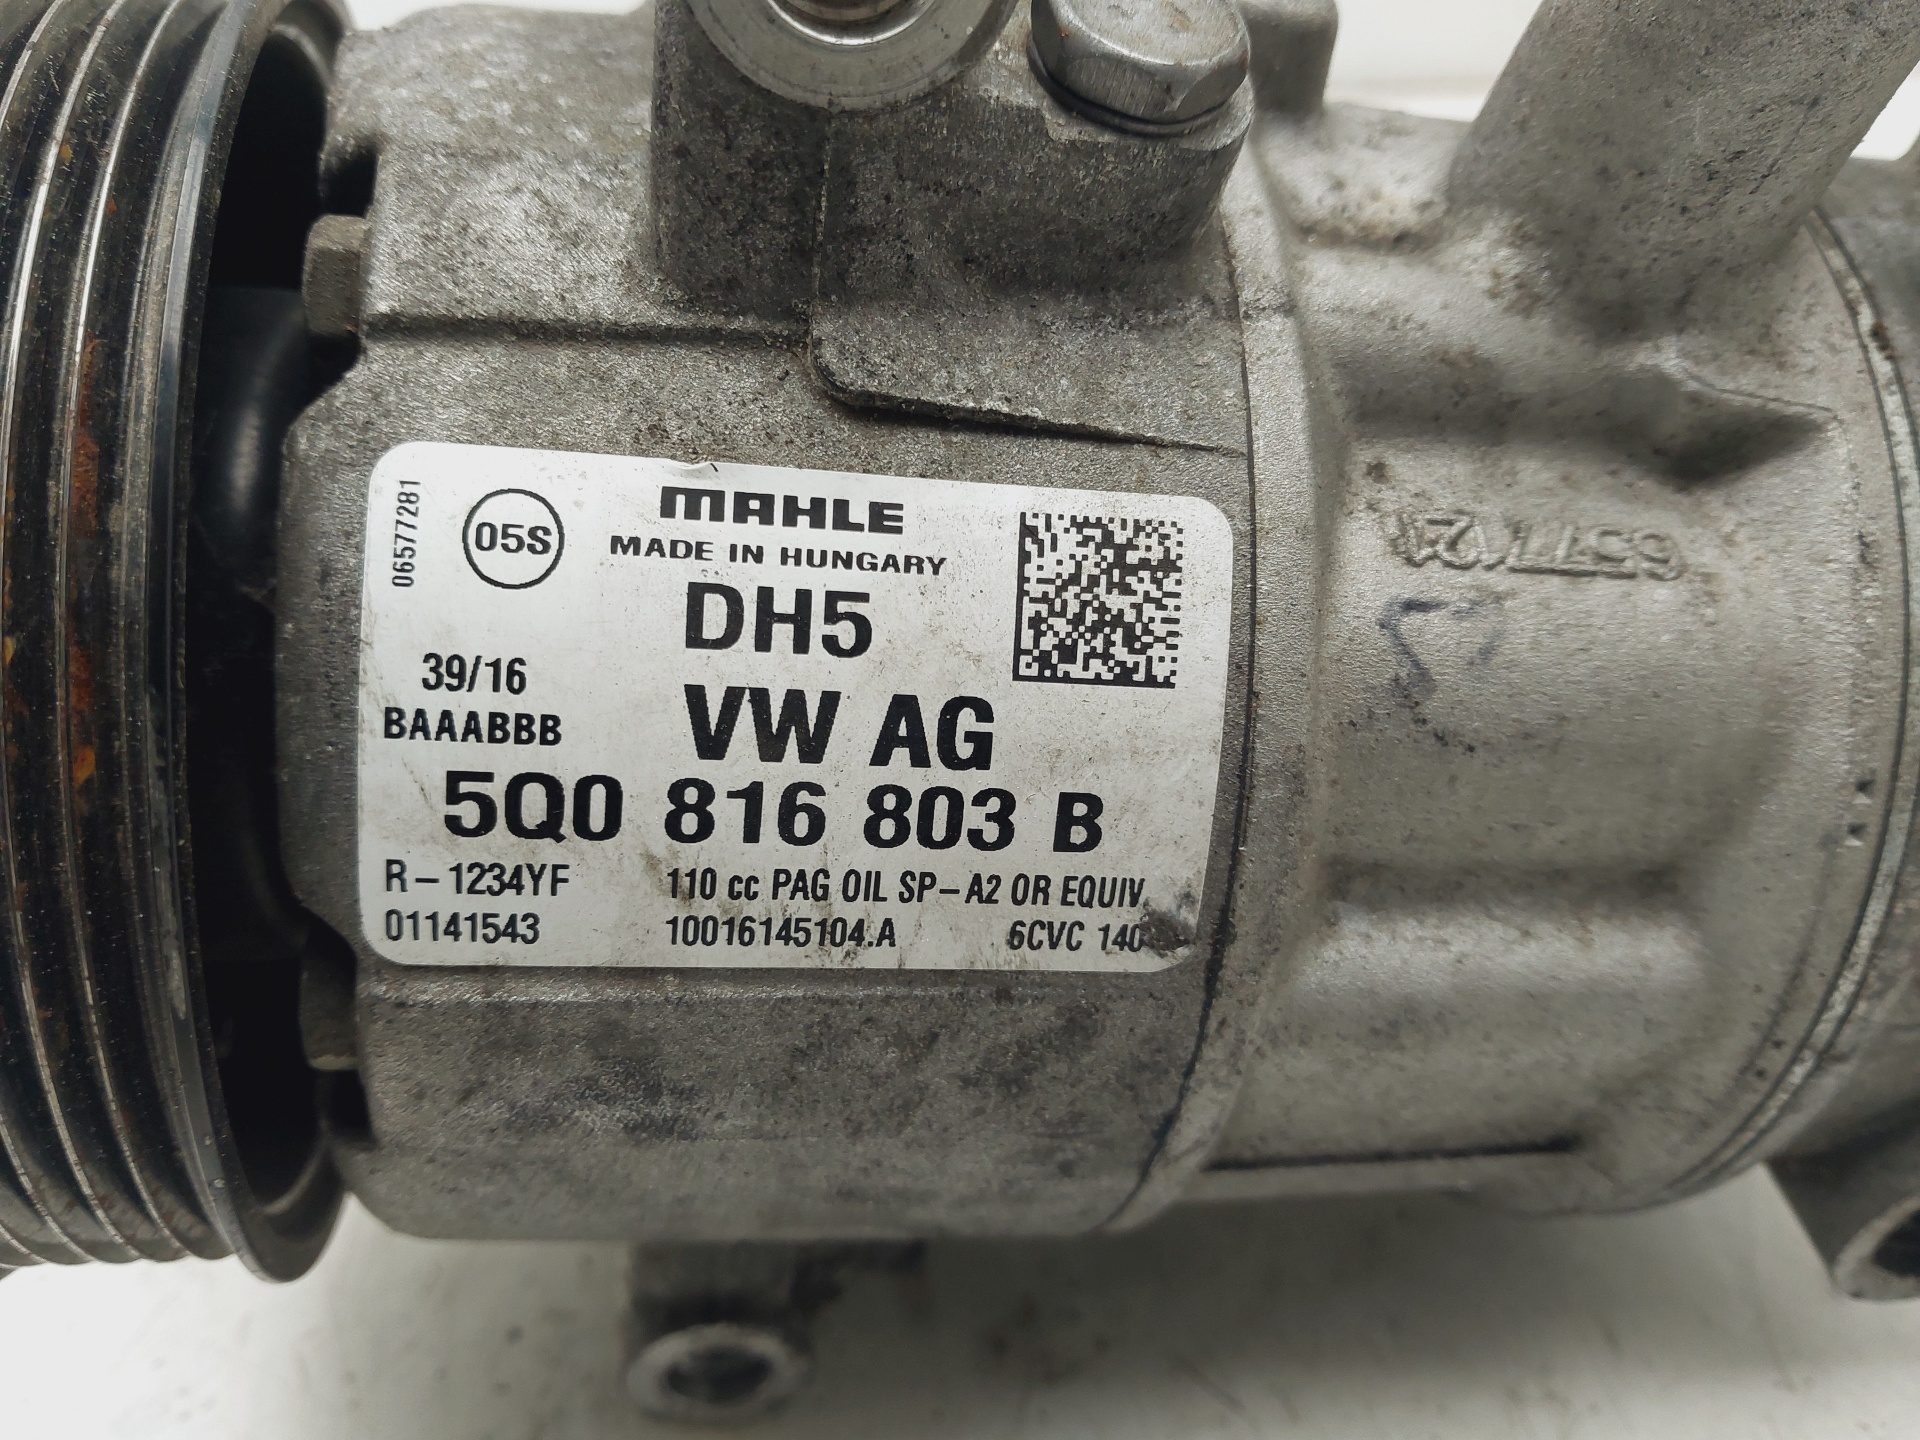 06577281
05S
MAHLE
MADE IN HUNGARY
DH5
39/16
BAAABBB
VW AG
5Q0 816 803 B
R-1234YF
110 cc PAG OIL SP-A2 OR EQUIV.
01141543
10016145104.A
6CVC 140